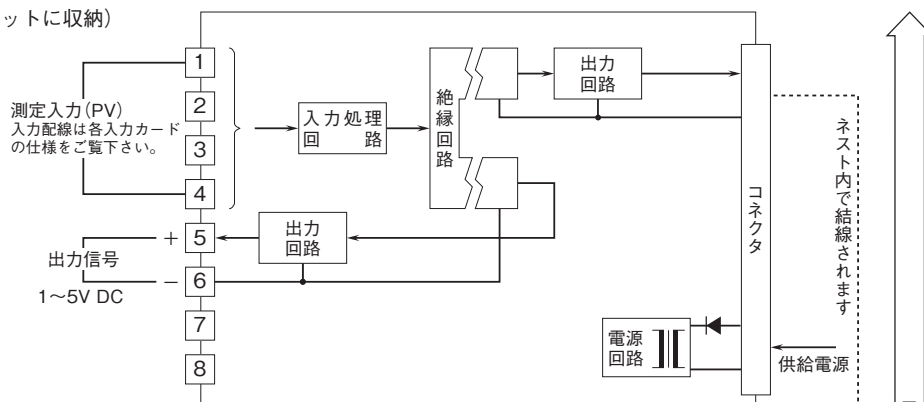 ットに収納)
1
2
3
4
5
6
7
8
測定入力(PV)
入力配線は各入力カード
の仕様をご覧下さい。
+
出力信号
−
1〜5V DC
入力処理
回路
絶縁回路
出力
回路
出力
回路
電源
回路
コネクタ
ネスト内で結線されます
供給電源